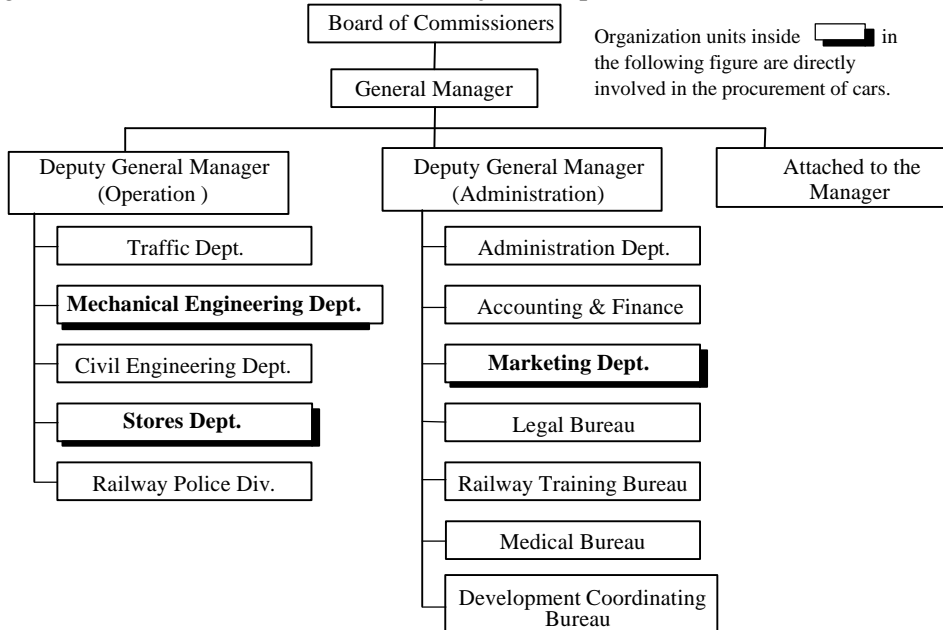 Board of Commissioners
Organization units inside in
the following figure are directly
involved in the procurement of cars.
General Manager
Deputy General Manager
(Operation )
Deputy General Manager
(Administration)
Attached to the
Manager
Traffic Dept.
Mechanical Engineering Dept.
Civil Engineering Dept.
Stores Dept.
Railway Police Div.
Administration Dept.
Accounting & Finance
Marketing Dept.
Legal Bureau
Railway Training Bureau
Medical Bureau
Development Coordinating
Bureau